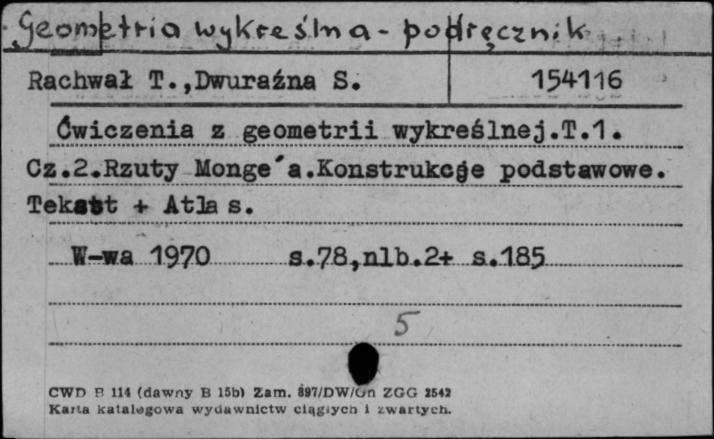 Geometria wykreślna - podręcznik
Rachwał T.,Dwuraźna S. 154116
Ćwiczenia z geometrii wykreślnej.T.1.
Cz.2.Rzuty Monge´a.Konstrukcje podstawowe.
Tekst + Atlas.
W-wa 1970 s.78,nlb.2+ s.185
5
CWD B 114 (dawny B 15b) Zam. 897/DW/Gn ZGG 2542
Karta katalogowa wydawnictw ciągłych i zwartych.